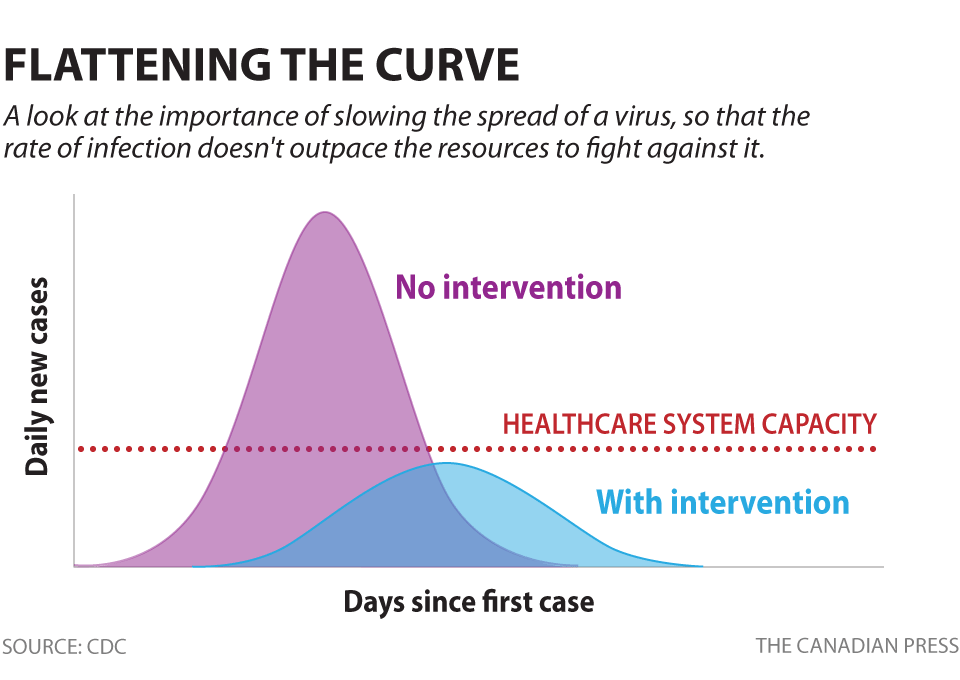 FLATTENING THE CURVE
A look at the importance of slowing the spread of a virus, so that the
rate of infection doesn't outpace the resources to fight against it.
Daily new cases
No intervention
HEALTHCARE SYSTEM CAPACITY
With intervention
Days since first case
SOURCE: CDC
THE CANADIAN PRESS